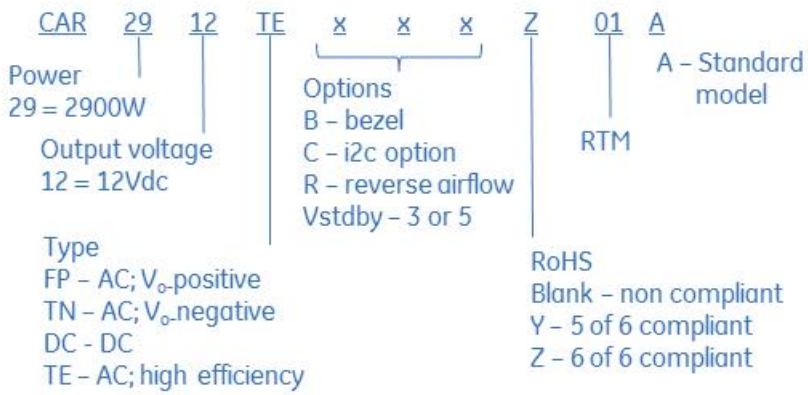 CAR 29 12 TE x x x Z 01 A
Power
29 = 2900W
Output voltage
12 = 12Vdc
Type
FP – AC; Vo-positive
TN – AC; Vo-negative
DC - DC
TE – AC; high efficiency
Options
B – bezel
C – i2c option
R – reverse airflow
Vstdby – 3 or 5
RoHS
Blank – non compliant
Y – 5 of 6 compliant
Z – 6 of 6 compliant
RTM
A – Standard
model